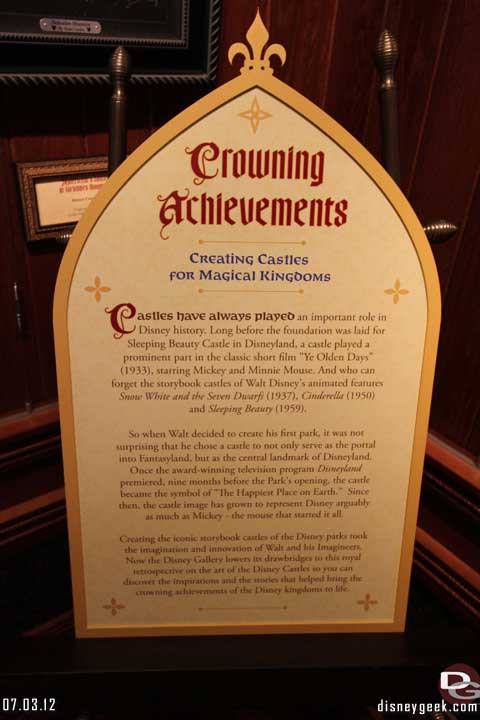 Crowning
Achievements
Creating Castles
for Magical Kingdoms
Castles have always played an important role in
Disney history. Long before the foundation was laid for
Sleeping Beauty Castle in Disneyland, a castle played a
prominent part in the classic short film "Ye Olden Days"
(1933), starring Mickey and Minnie Mouse. And who can
forget the storybook castles of Walt Disney's animated features
Snow White and the Seven Dwarfs (1937), Cinderella (1950)
and Sleeping Beauty (1959).
So when Walt decided to create his first park, it was not
surprising that he chose a castle to not only serve as the portal
into Fantasyland, but as the central landmark of Disneyland.
Once the award-winning television program Disneyland
premiered, nine months before the Park's opening, the castle
became the symbol of "The Happiest Place on Earth." Since
then, the castle image has grown to represent Disney arguably
as much as Mickey - the mouse that started it all.
Creating the iconic storybook castles of the Disney parks took
the imagination and innovation of Walt and his Imagineers.
Now the Disney Gallery lowers its drawbridges to this royal
retrospective on the art of the Disney Castles so you can
discover the inspirations and the stories that helped bring the
crowning achievements of the Disney kingdoms to life.
07.03.12
DG
disneygeek.com